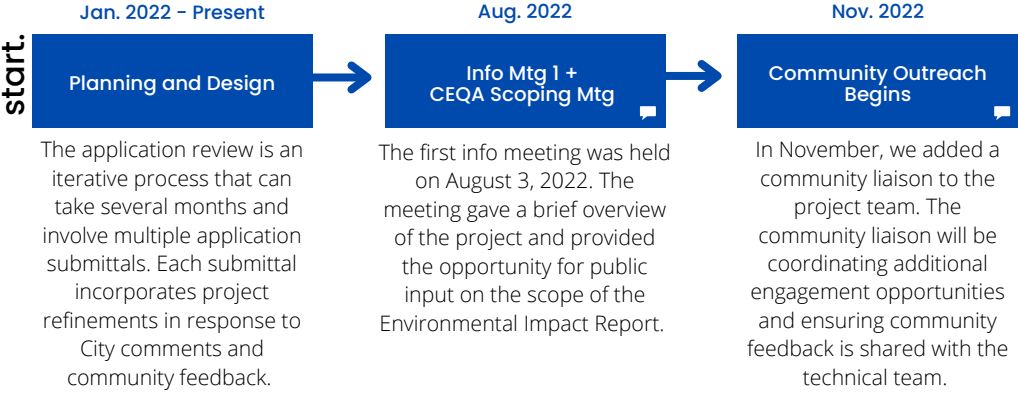 start.
Jan. 2022 - Present
Planning and Design
The application review is an
iterative process that can
take several months and
involve multiple application
submittals. Each submittal
incorporates project
refinements in response to
City comments and
community feedback.
Aug. 2022
Info Mtg 1 +
CEQA Scoping Mtg
The first info meeting was held
on August 3, 2022. The
meeting gave a brief overview
of the project and provided
the opportunity for public
input on the scope of the
Environmental Impact Report.
Nov. 2022
Community Outreach
Begins
In November, we added a
community liaison to the
project team. The
community liaison will be
coordinating additional
engagement opportunities
and ensuring community
feedback is shared with the
technical team.